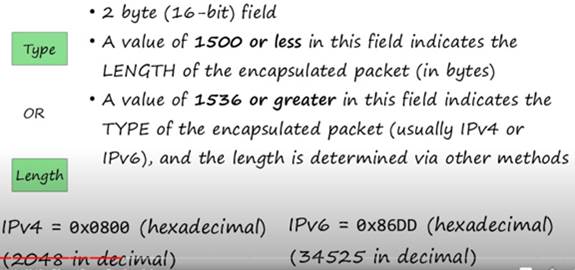 • 2 byte (16-bit) field
Type
• A value of 1500 or less in this field indicates the
LENGTH of the encapsulated packet (in bytes)
OR
• A value of 1536 or greater in this field indicates the
TYPE of the encapsulated packet (usually IPv4 or
IPv6), and the length is determined via other methods
Length
IPv4 = 0x0800 (hexadecimal)
(2048 in decimal)
IPv6 = 0x86DD (hexadecimal)
(34525 in decimal)